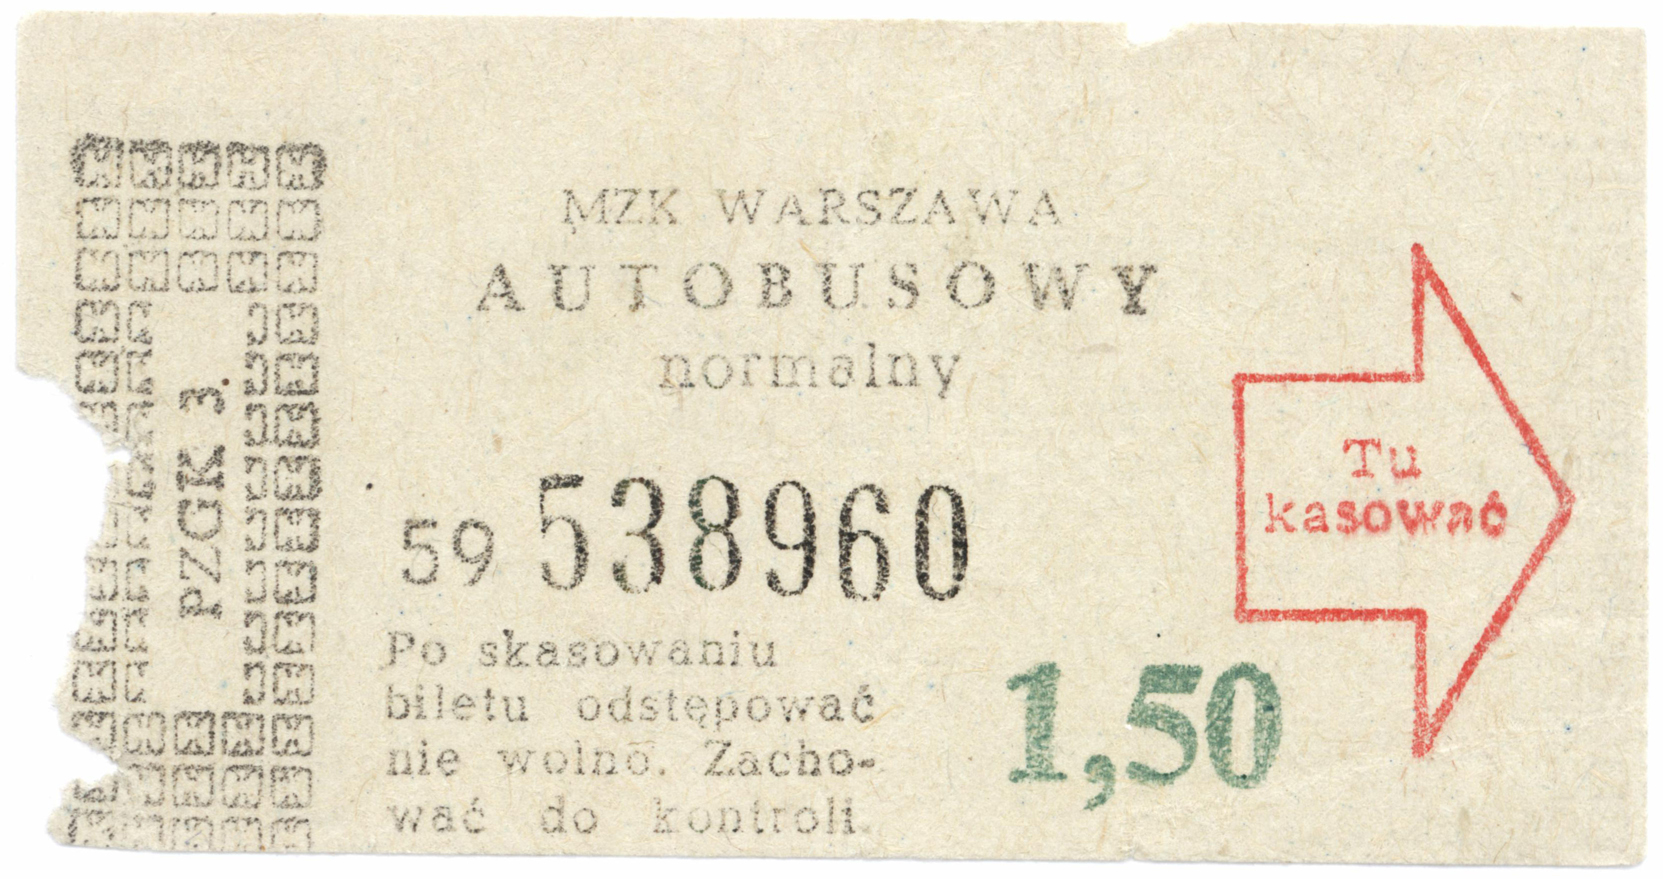 MZK WARSZAWA
AUTOBUSOWY
normalny
PZGK 3.
59 538960
Po skasowaniu
biletu odstępować
nie wolno. Zacho-
wać do kontroli.
1,50
Tu
kasować